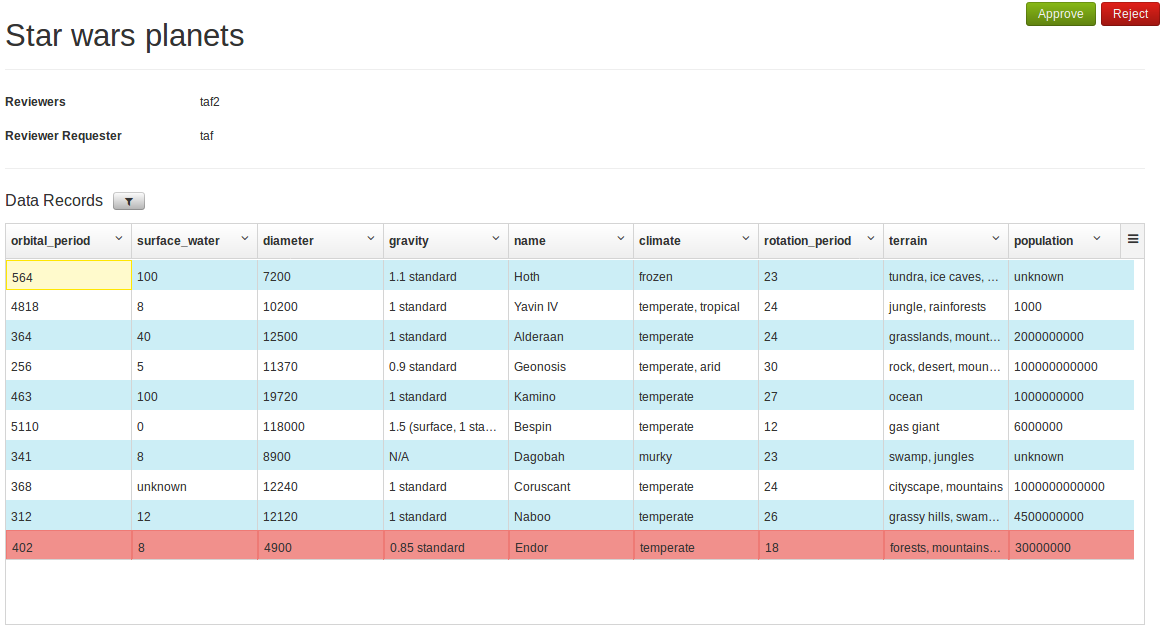 Approve Reject
Star wars planets
Reviewers taf2
Reviewer Requester taf
Data Records
orbital_period surface_water diameter gravity name climate rotation_period terrain population
564 100 7200 1.1 standard Hoth frozen 23 tundra, ice caves, ... unknown
4818 8 10200 1 standard Yavin IV temperate, tropical 24 jungle, rainforests 1000
364 40 12500 1 standard Alderaan temperate 24 grasslands, mount... 2000000000
256 5 11370 0.9 standard Geonosis temperate, arid 30 rock, desert, moun... 100000000000
463 100 19720 1 standard Kamino temperate 27 ocean 1000000000
5110 0 118000 1.5 (surface, 1 sta... Bespin temperate 12 gas giant 6000000
341 8 8900 N/A Dagobah murky 23 swamp, jungles unknown
368 unknown 12240 1 standard Coruscant temperate 24 cityscape, mountains 1000000000000
312 12 12120 1 standard Naboo temperate 26 grassy hills, swam... 4500000000
402 8 4900 0.85 standard Endor temperate 18 forests, mountains... 30000000